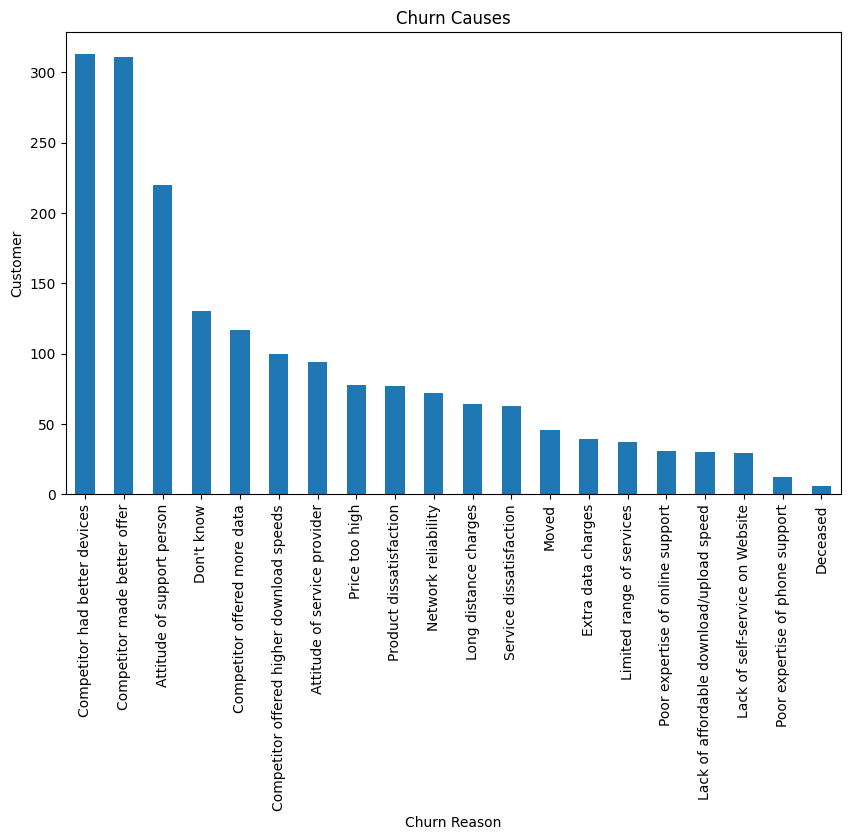 Churn Causes
Customer
300
250
200
150
100
50
0
Competitor had better devices
Competitor made better offer
Attitude of support person
Don't know
Competitor offered more data
Competitor offered higher download speeds
Attitude of service provider
Price too high
Product dissatisfaction
Network reliability
Long distance charges
Service dissatisfaction
Moved
Extra data charges
Limited range of services
Poor expertise of online support
Lack of affordable download/upload speed
Lack of self-service on Website
Poor expertise of phone support
Deceased
Churn Reason